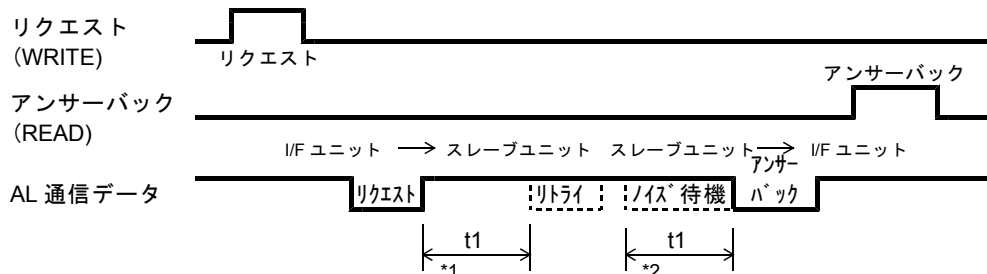 リクエスト
(WRITE)
リクエスト
アンサーバック
アンサーバック
(READ)
I/F ユニット → スレーブユニット スレーブユニット → I/F ユニット
AL 通信データ
リクエスト
リトライ
ノイズ待機
アンサー
バック
t1
*1
t1
*2